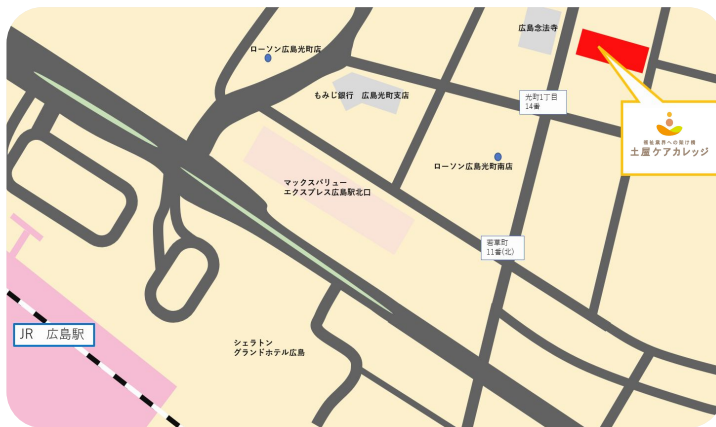 広島念法寺
ローソン広島光町店
もみじ銀行　広島光町支店
光町1丁目
14番
福祉業界への架け橋
土屋ケアカレッジ
ローソン広島光町南店
マックスバリュー
エクスプレス広島駅北口
若草町
11番(北)
JR　広島駅
シェラトン
グランドホテル広島